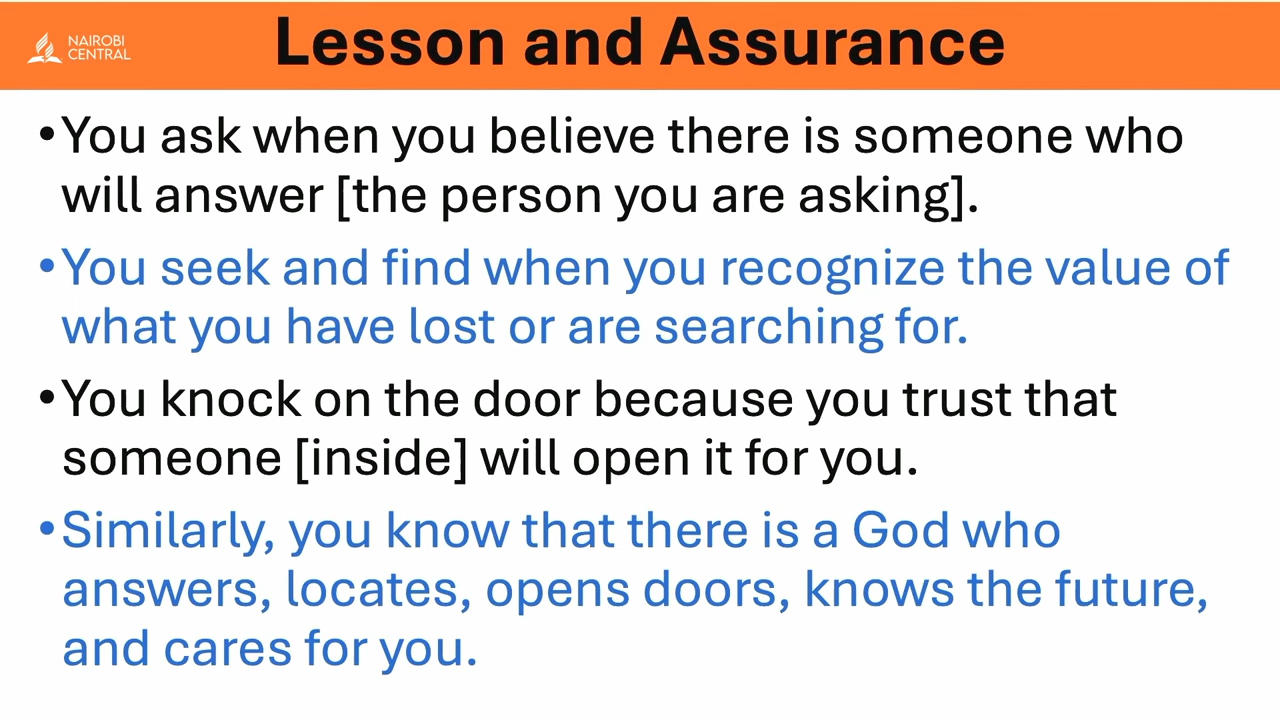 NAIROBI
CENTRAL
Lesson and Assurance
•You ask when you believe there is someone who
will answer [the person you are asking].
•You seek and find when you recognize the value of
what you have lost or are searching for.
•You knock on the door because you trust that
someone [inside] will open it for you.
•Similarly, you know that there is a God who
answers, locates, opens doors, knows the future,
and cares for you.